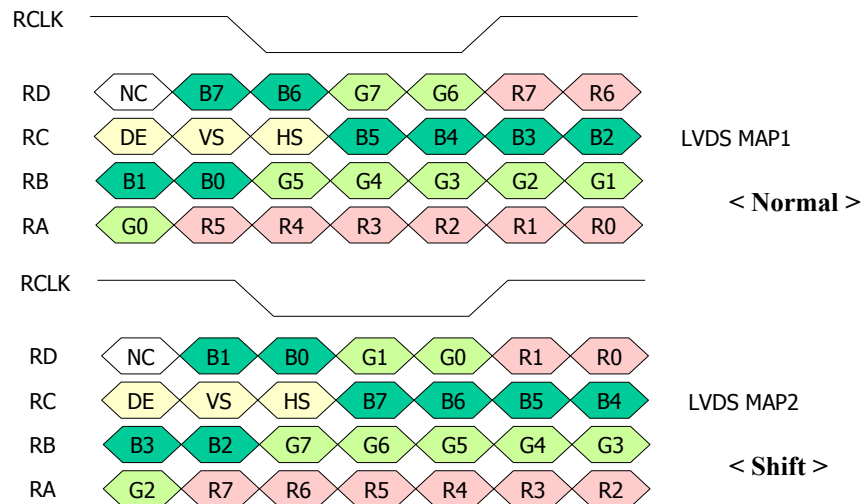 RCLK
RD NC B7 B6 G7 G6 R7 R6
RC DE VS HS B5 B4 B3 B2 LVDS MAP1
RB B1 B0 G5 G4 G3 G2 G1
< Normal >
RA G0 R5 R4 R3 R2 R1 R0
RCLK
RD NC B1 B0 G1 G0 R1 R0
RC DE VS HS B7 B6 B5 B4 LVDS MAP2
RB B3 B2 G7 G6 G5 G4 G3
< Shift >
RA G2 R7 R6 R5 R4 R3 R2